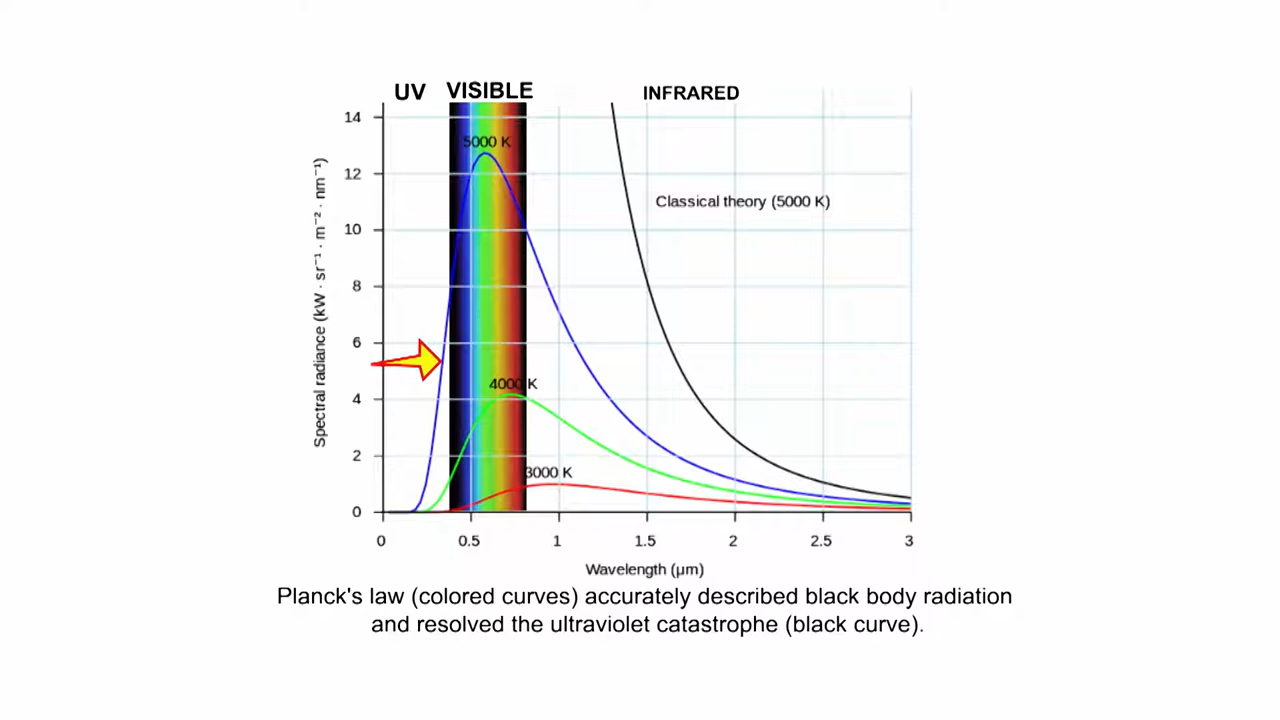 UV VISIBLE INFRARED
14
5000 K
12
Classical theory (5000 K)
10
8
6
4000 K
4
3000 K
2
0
Spectral radiance (kW · sr⁻¹ · m⁻² · nm⁻¹)
0 0.5 1 1.5 2 2.5 3
Wavelength (µm)
Planck's law (colored curves) accurately described black body radiation
and resolved the ultraviolet catastrophe (black curve).